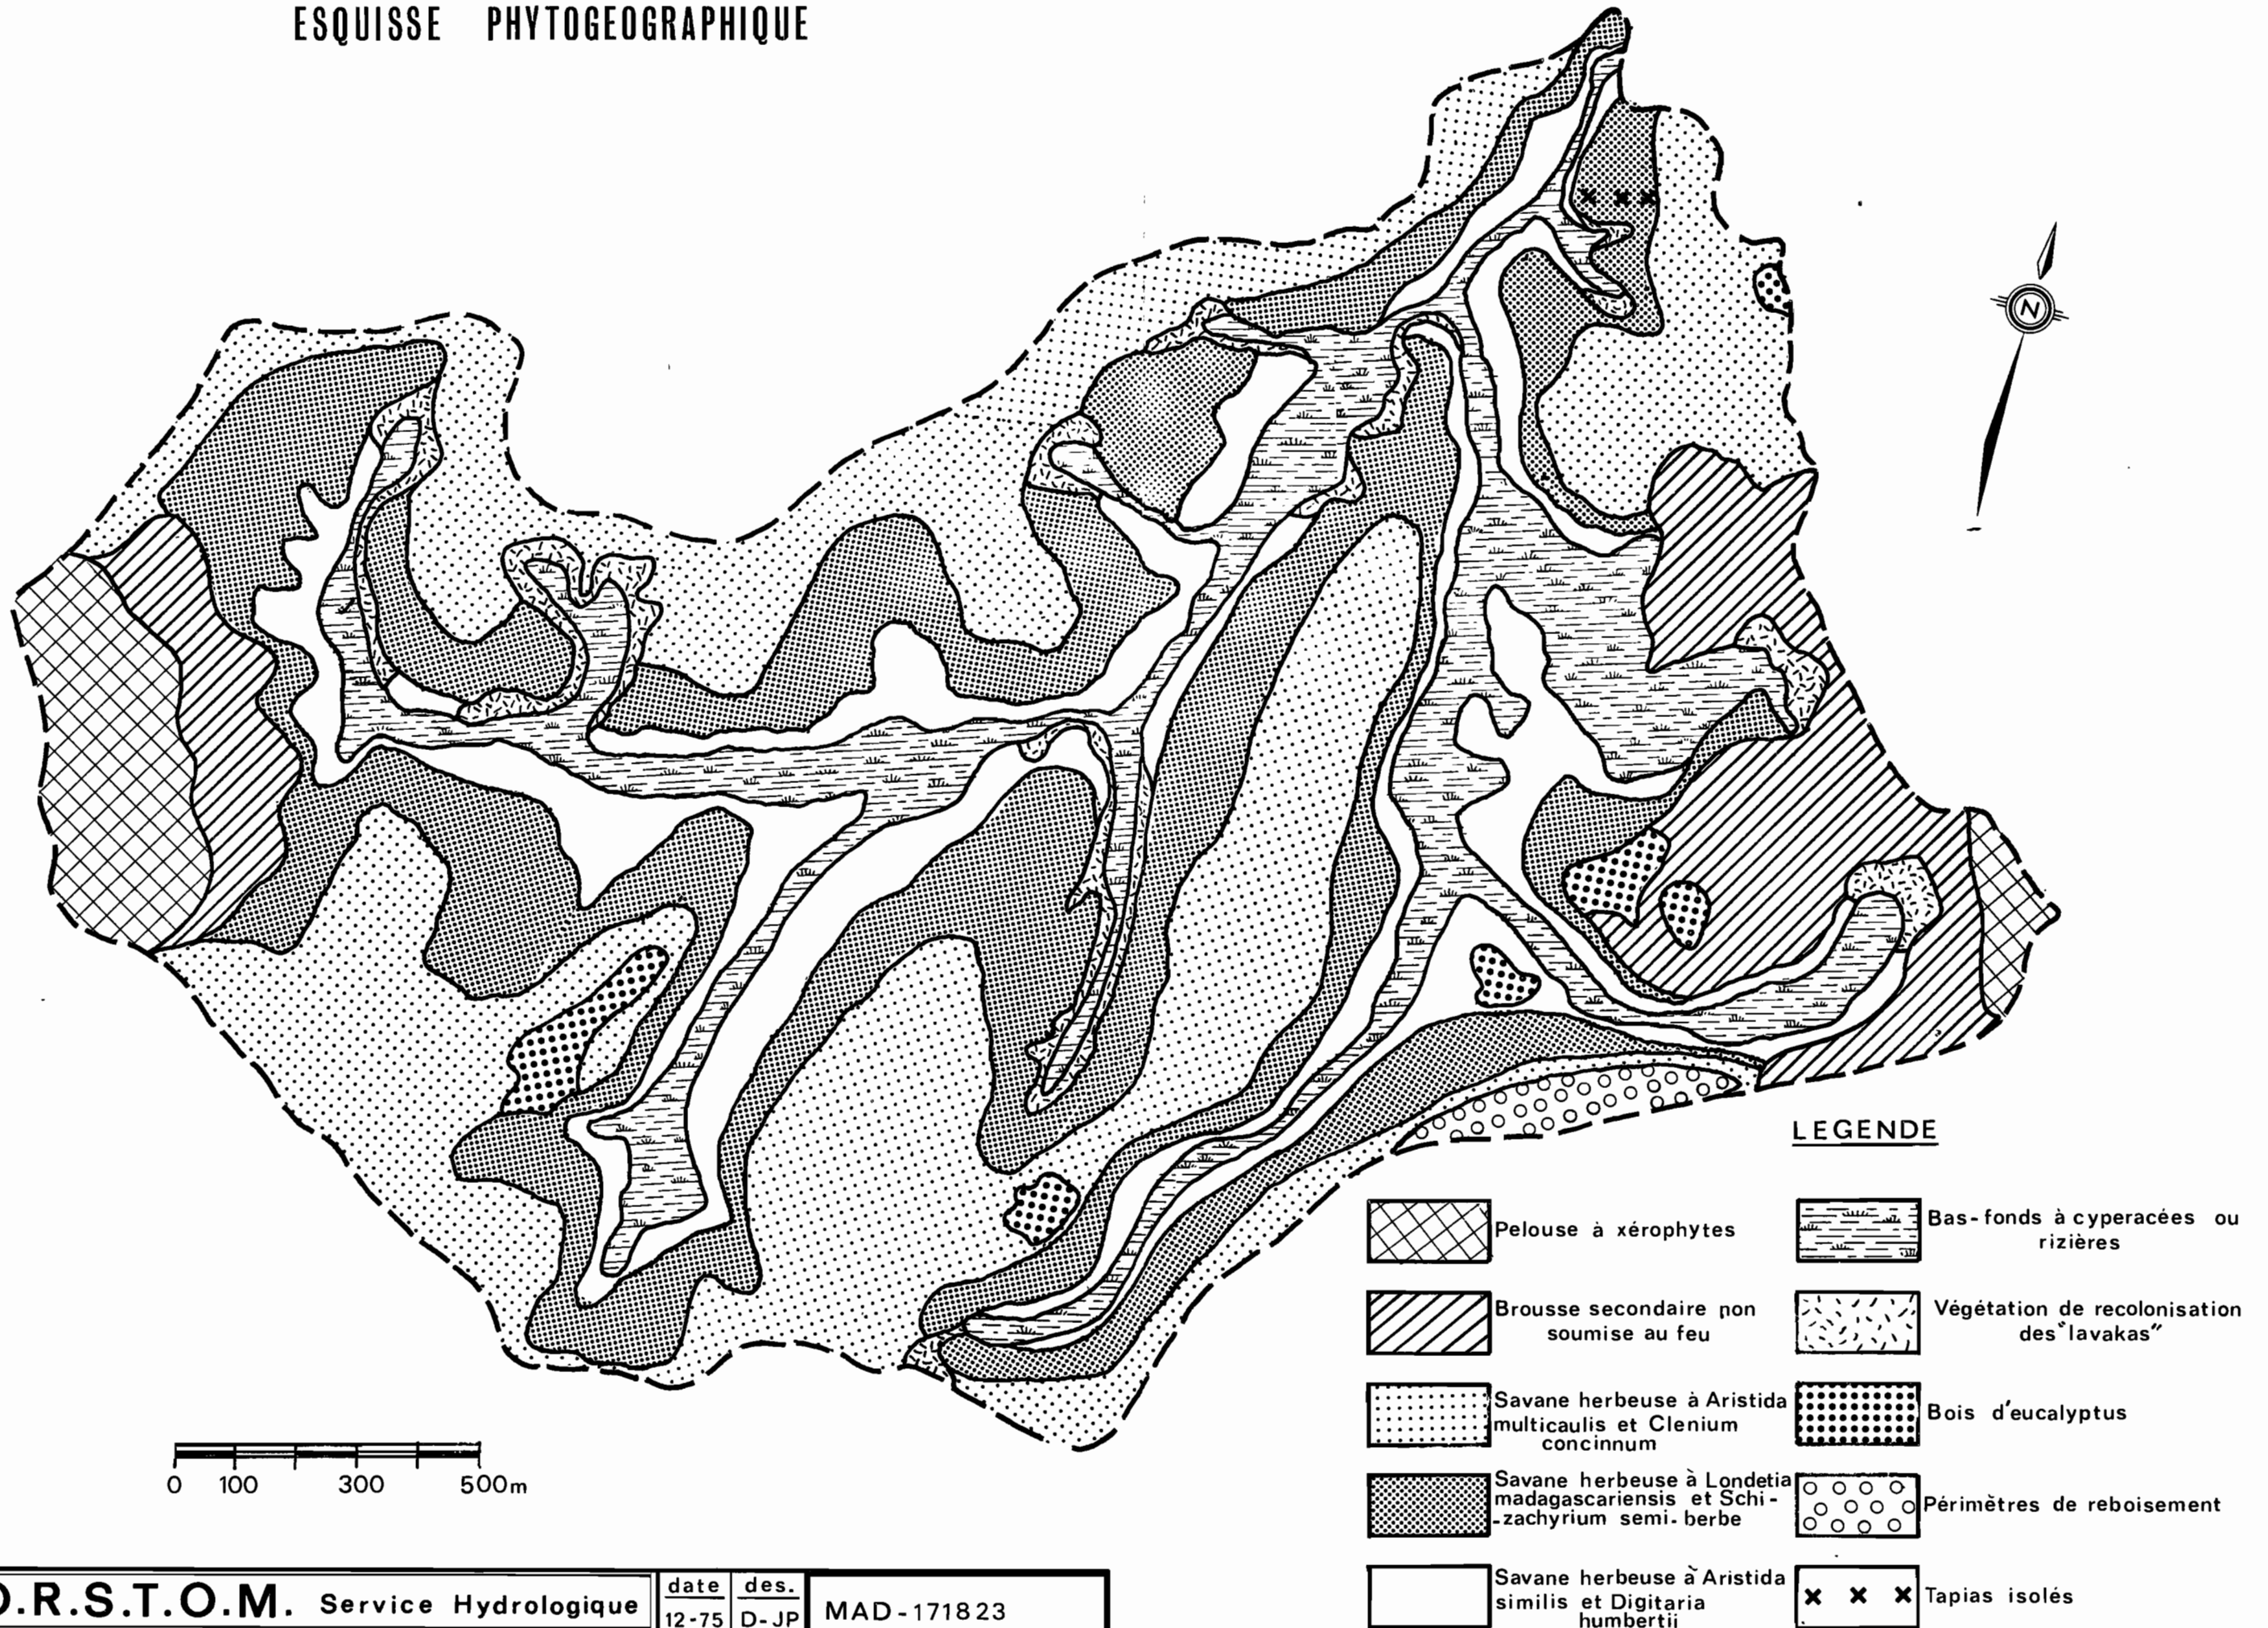 ESQUISSE PHYTOGEOGRAPHIQUE
N
LEGENDE
Pelouse à xérophytes
Brousse secondaire non
soumise au feu
Savane herbeuse à Aristida
multicaulis et Clenium
concinnum
Savane herbeuse à Londetia
madagascariensis et Schi-
-zachyrium semi-berbe
Savane herbeuse à Aristida
similis et Digitaria
humbertii
Bas-fonds à cyperacées ou
rizières
Végétation de recolonisation
des "lavakas"
Bois d'eucalyptus
Périmètres de reboisement
Tapias isolés
0 100 300 500m
O.R.S.T.O.M. Service Hydrologique
date
12-75
des.
D-JP
MAD-171823